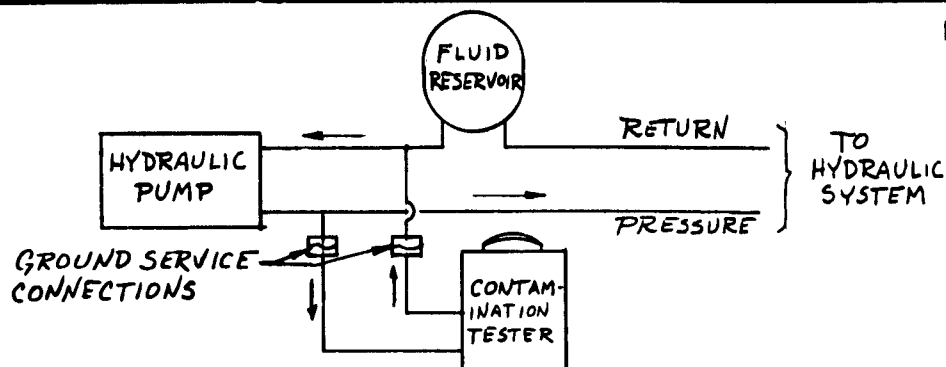 FLUID
RESERVOIR
RETURN
TO
HYDRAULIC
SYSTEM
HYDRAULIC
PUMP
PRESSURE
GROUND SERVICE
CONNECTIONS
CONTAM-
INATION
TESTER